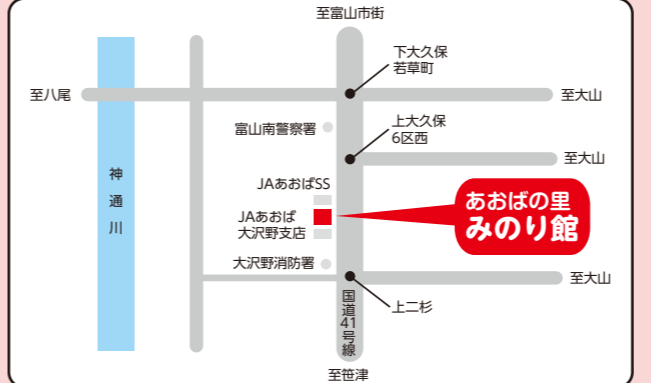 至富山市街
下大久保
若草町
至八尾
至大山
上大久保
6区西
富山南警察署
至大山
神通川
JAあおばSS
JAあおば
大沢野支店
あおばの里
みのり館
大沢野消防署
至大山
上二杉
国道41号線
至笹津